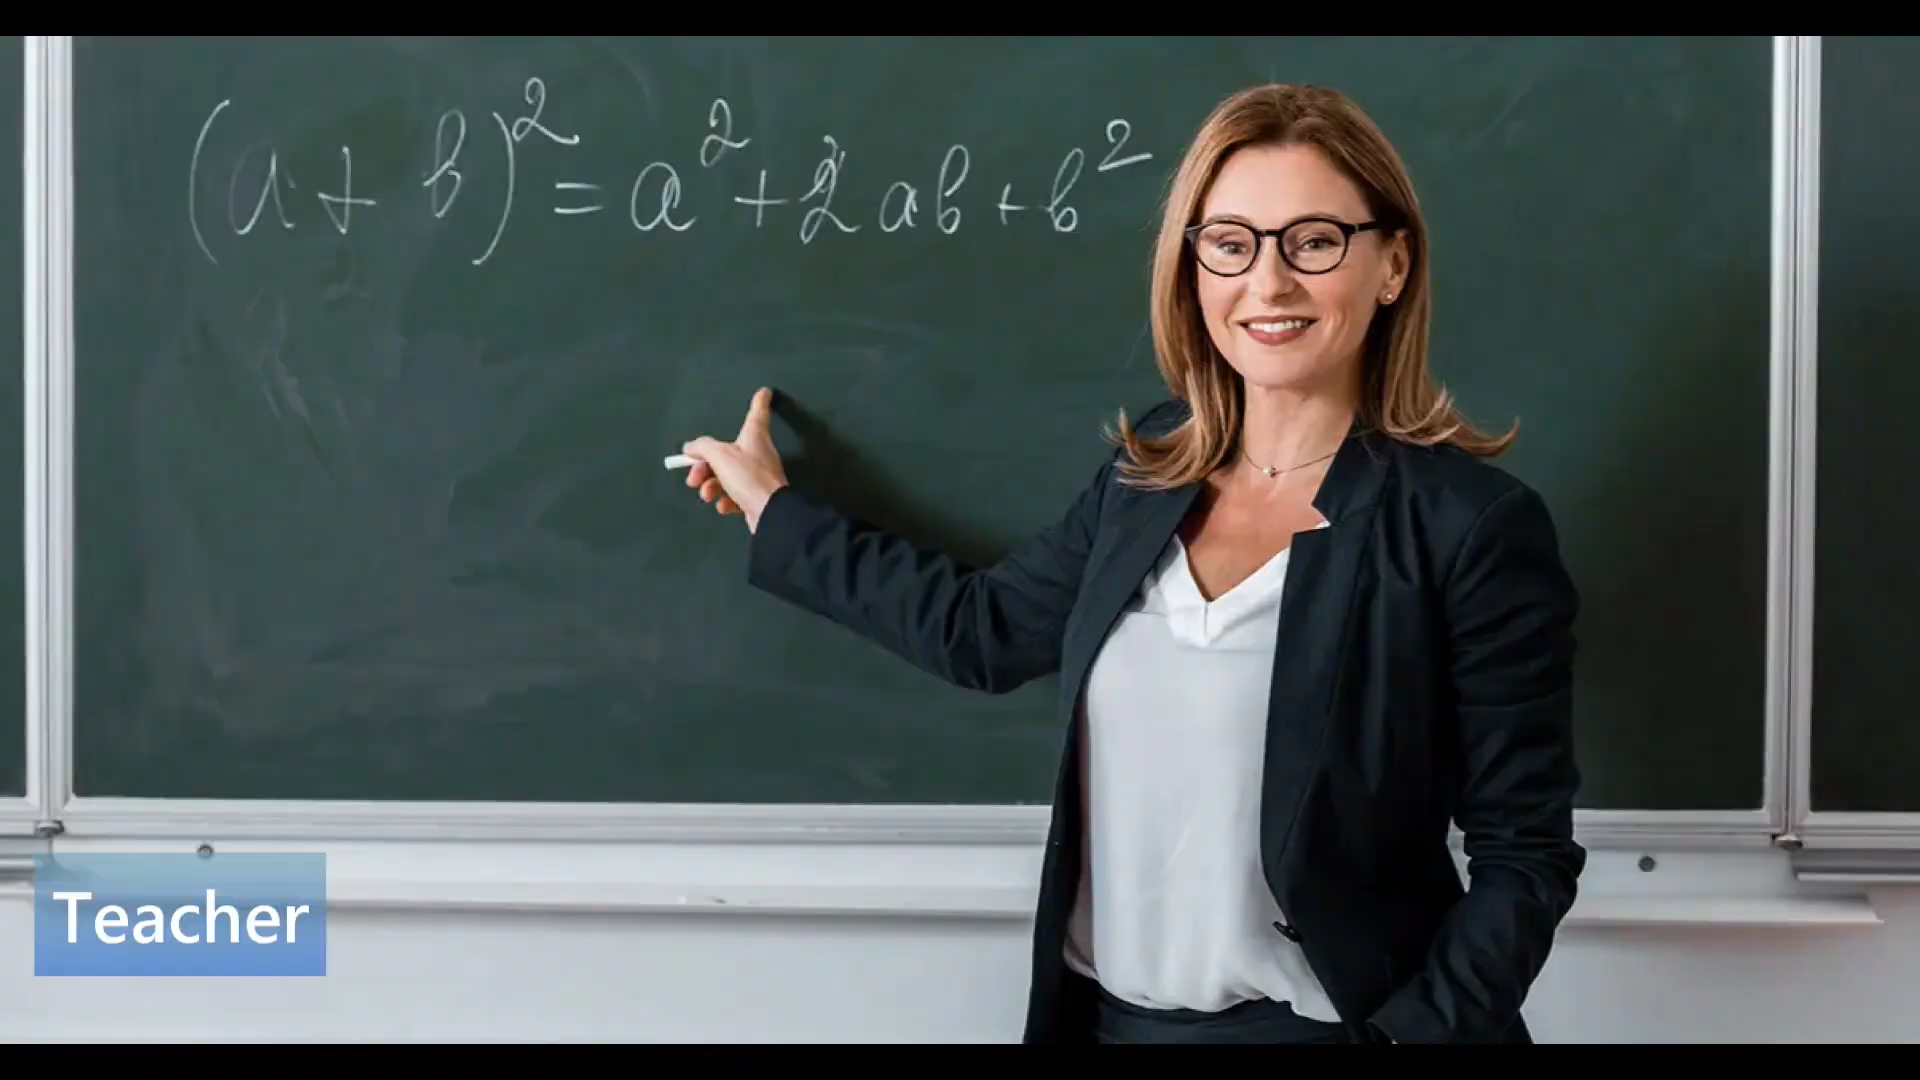 (a + b)² = a² + 2ab + b²
Teacher